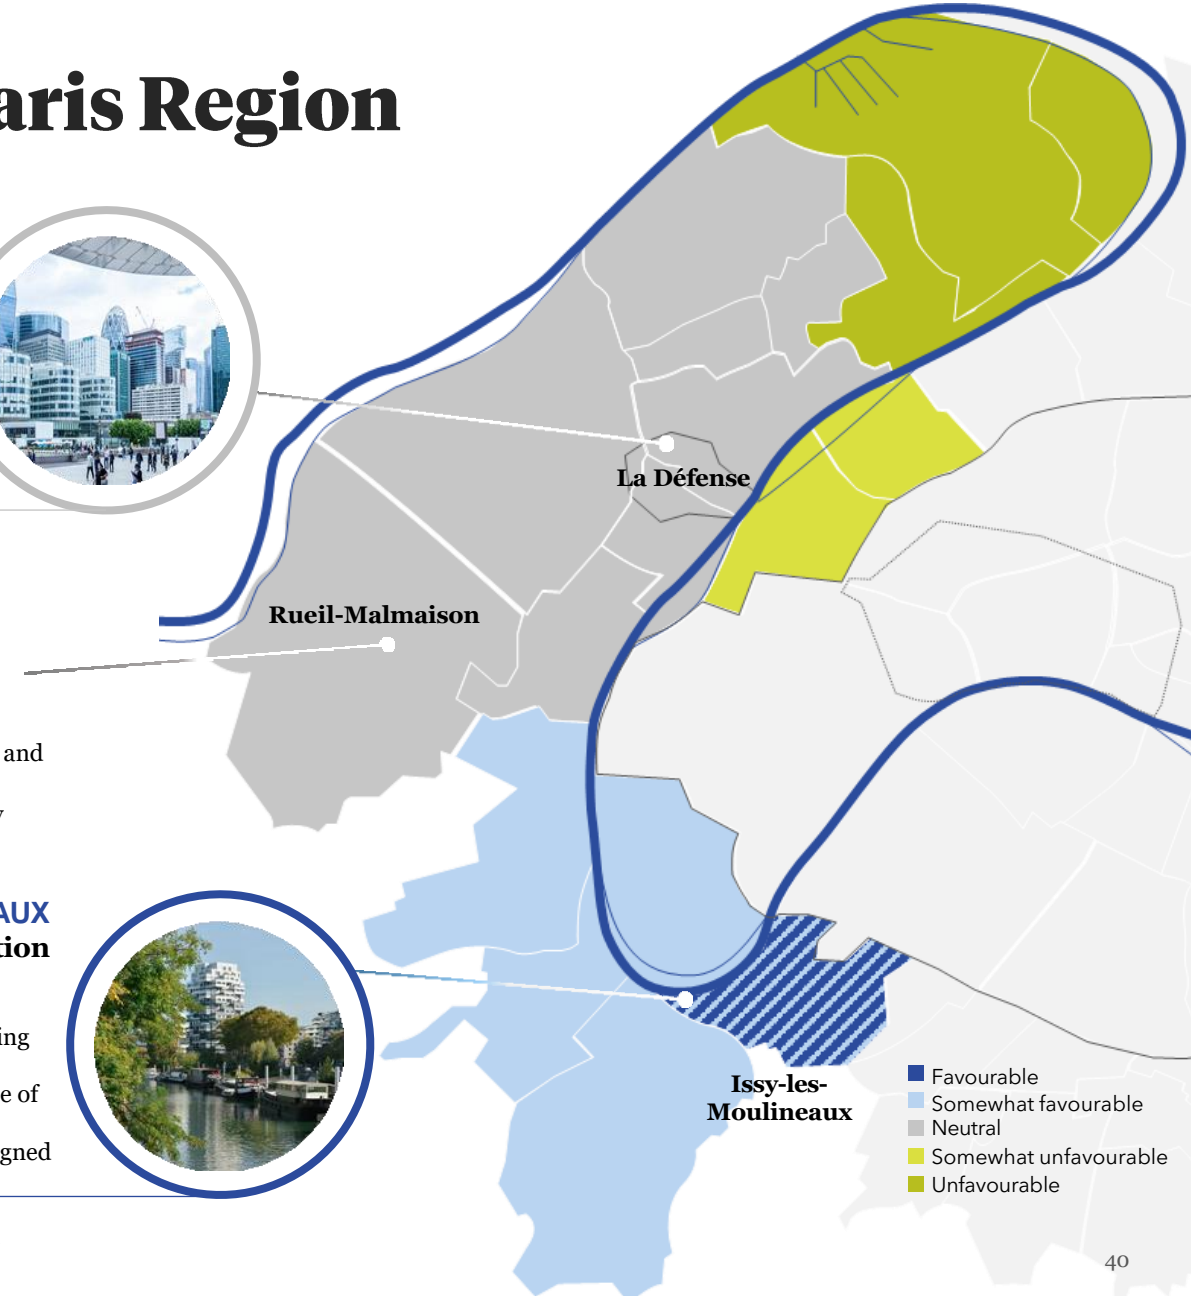 aris Region
La Défense
Rueil-Malmaison
and
y
AUX
tion
ing
e of
gned
Issy-les-
Moulineaux
Favourable
Somewhat favourable
Neutral
Somewhat unfavourable
Unfavourable
40